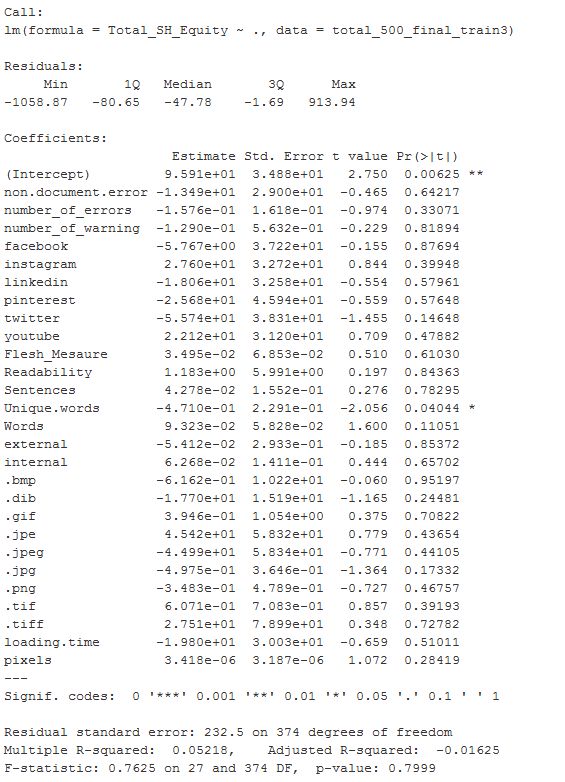 Call:
lm(formula = Total_SH_Equity ~ ., data = total_500_final_train3)
Residuals:
Min 1Q Median 3Q Max
-1058.87 -80.65 -47.78 -1.69 913.94
Coefficients:
Estimate Std. Error t value Pr(>|t|)
(Intercept) 9.591e+01 3.488e+01 2.750 0.00625 **
non.document.error -1.349e+01 2.900e+01 -0.465 0.64217
number_of_errors -1.576e-01 1.618e-01 -0.974 0.33071
number_of_warning -1.290e-01 5.632e-01 -0.229 0.81894
facebook -5.767e+00 3.722e+01 -0.155 0.87694
instagram 2.760e+01 3.272e+01 0.844 0.39948
linkedin -1.806e+01 3.258e+01 -0.554 0.57961
pinterest -2.568e+01 4.594e+01 -0.559 0.57648
twitter -5.574e+01 3.831e+01 -1.455 0.14648
youtube 2.212e+01 3.120e+01 0.709 0.47882
Flesh_Mesaure 3.495e-02 6.853e-02 0.510 0.61030
Readability 1.183e+00 5.991e+00 0.197 0.84363
Sentences 4.278e-02 1.552e-01 0.276 0.78295
Unique.words -4.710e-01 2.291e-01 -2.056 0.04044 *
Words 9.323e-02 5.828e-02 1.600 0.11051
external -5.412e-02 2.933e-01 -0.185 0.85372
internal 6.268e-02 1.411e-01 0.444 0.65702
.bmp -6.162e-01 1.022e+01 -0.060 0.95197
.dib -1.770e+01 1.519e+01 -1.165 0.24481
.gif 3.946e-01 1.054e+00 0.375 0.70822
.jpe 4.542e+01 5.832e+01 0.779 0.43654
.jpeg -4.499e+01 5.834e+01 -0.771 0.44105
.jpg -4.975e-01 3.646e-01 -1.364 0.17332
.png -3.483e-01 4.789e-01 -0.727 0.46757
.tif 6.071e-01 7.083e-01 0.857 0.39193
.tiff 2.751e+01 7.899e+01 0.348 0.72782
loading.time -1.980e+01 3.003e+01 -0.659 0.51011
pixels 3.418e-06 3.187e-06 1.072 0.28419
---
Signif. codes: 0 '***' 0.001 '**' 0.01 '*' 0.05 '.' 0.1 ' ' 1
Residual standard error: 232.5 on 374 degrees of freedom
Multiple R-squared: 0.05218, Adjusted R-squared: -0.01625
F-statistic: 0.7625 on 27 and 374 DF, p-value: 0.7999